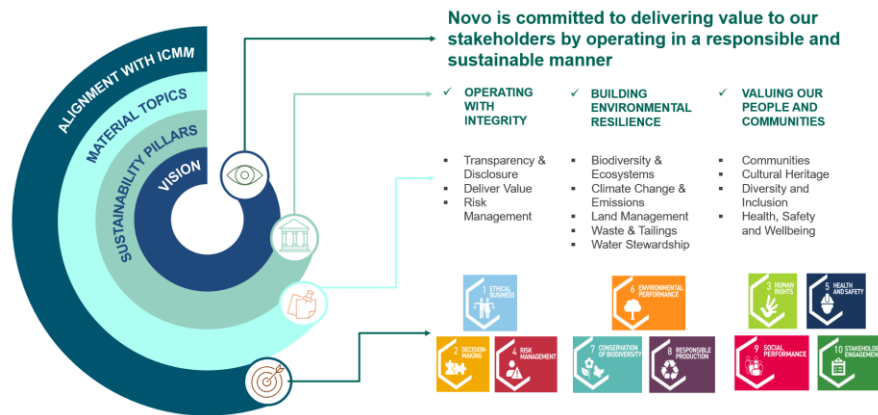 Novo is committed to delivering value to our
stakeholders by operating in a responsible and
sustainable manner
ALIGNMENT WITH ICMM
MATERIAL TOPICS
SUSTAINABILITY PILLARS
VISION
✓ OPERATING
WITH
INTEGRITY
▪ Transparency &
Disclosure
▪ Deliver Value
▪ Risk
Management
✓ BUILDING
ENVIRONMENTAL
RESILIENCE
▪ Biodiversity &
Ecosystems
▪ Climate Change &
Emissions
▪ Land Management
▪ Waste & Tailings
▪ Water Stewardship
✓ VALUING OUR
PEOPLE AND
COMMUNITIES
▪ Communities
▪ Cultural Heritage
▪ Diversity and
Inclusion
▪ Health, Safety
and Wellbeing
1 ETHICAL
BUSINESS
2 DECISION-
MAKING
4 RISK
MANAGEMENT
6 ENVIRONMENTAL
PERFORMANCE
7 CONSERVATION
OF BIODIVERSITY
8 RESPONSIBLE
PRODUCTION
3 HUMAN
RIGHTS
5 HEALTH
AND SAFETY
9 SOCIAL
PERFORMANCE
10 STAKEHOLDER
ENGAGEMENT